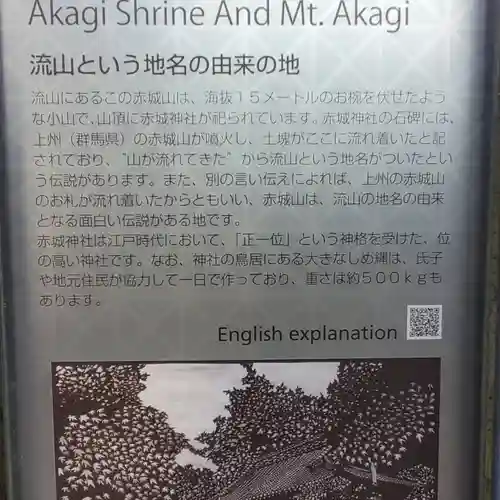 Akagi Shrine And Mt. Akagi
流山という地名の由来の地
流山にあるこの赤城山は、海抜１５メートルのお椀を伏せたよう
な小山で、山頂に赤城神社が祀られています。赤城神社の石碑には、
上州（群馬県）の赤城山が噴火し、土塊がここに流れ着いたと記
されており、"山が流れてきた"から流山という地名がついたとい
う伝説があります。また、別の言い伝えによれば、上州の赤城山
のお札が流れ着いたからともいい、赤城山は、流山の地名の由来
となる面白い伝説がある地です。
赤城神社は江戸時代において、「正一位」という神格を受けた、位
の高い神社です。なお、神社の鳥居にある大きなしめ縄は、氏子
や地元住民が協力して一日で作っており、重さは約５００ｋｇも
あります。
English explanation